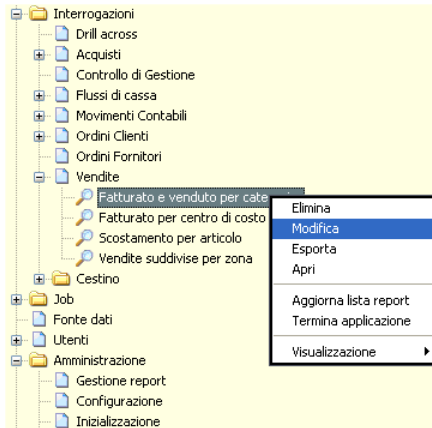 Interrogazioni
Drill across
Acquisti
Controllo di Gestione
Flussi di cassa
Movimenti Contabili
Ordini Clienti
Ordini Fornitori
Vendite
Fatturato e venduto per
Fatturato per centro di costo
Scostamento per articolo
Vendite suddivise per zona
Cestino
Job
Fonte dati
Utenti
Amministrazione
Gestione report
Configurazione
Inizializzazione
Elimina
Modifica
Esporta
Apri
Aggiorna lista report
Termina applicazione
Visualizzazione